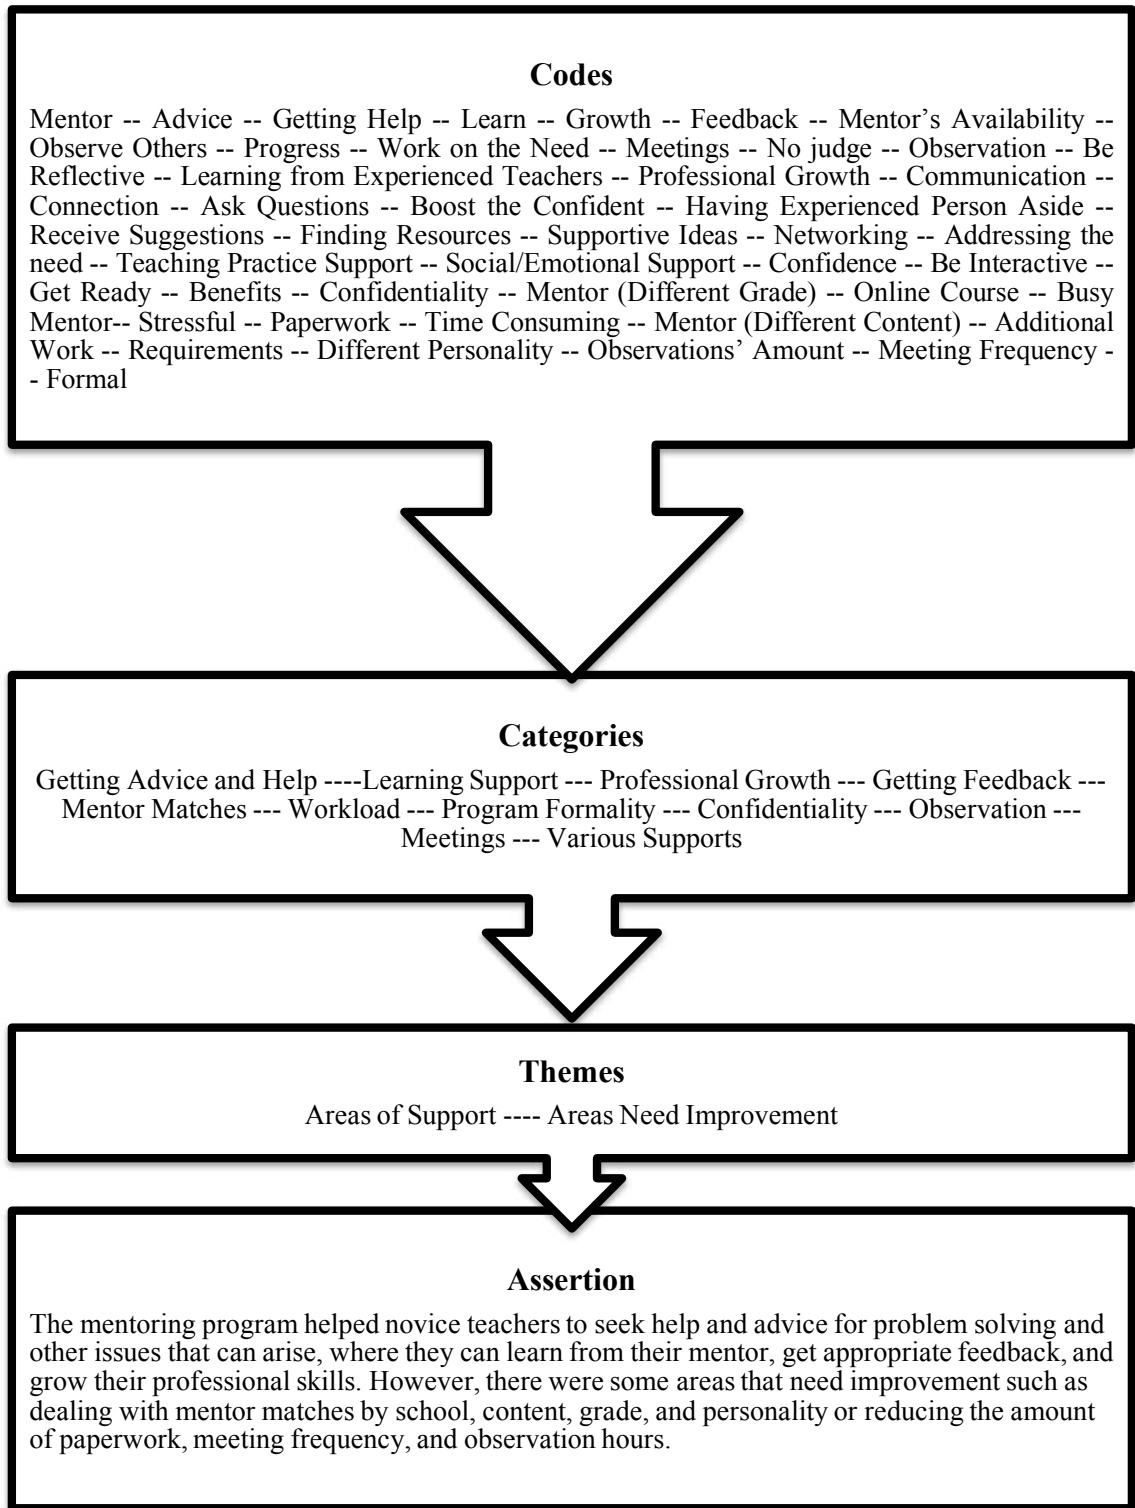 Codes
Mentor -- Advice -- Getting Help -- Learn -- Growth -- Feedback -- Mentor’s Availability --
Observe Others -- Progress -- Work on the Need -- Meetings -- No judge -- Observation -- Be
Reflective -- Learning from Experienced Teachers -- Professional Growth -- Communication --
Connection -- Ask Questions -- Boost the Confident -- Having Experienced Person Aside --
Receive Suggestions -- Finding Resources -- Supportive Ideas -- Networking -- Addressing the
need -- Teaching Practice Support -- Social/Emotional Support -- Confidence -- Be Interactive --
Get Ready -- Benefits -- Confidentiality -- Mentor (Different Grade) -- Online Course -- Busy
Mentor-- Stressful -- Paperwork -- Time Consuming -- Mentor (Different Content) -- Additional
Work -- Requirements -- Different Personality -- Observations’ Amount -- Meeting Frequency -
- Formal
Categories
Getting Advice and Help ----Learning Support --- Professional Growth --- Getting Feedback ---
Mentor Matches --- Workload --- Program Formality --- Confidentiality --- Observation ---
Meetings --- Various Supports
Themes
Areas of Support ---- Areas Need Improvement
Assertion
The mentoring program helped novice teachers to seek help and advice for problem solving and
other issues that can arise, where they can learn from their mentor, get appropriate feedback, and
grow their professional skills. However, there were some areas that need improvement such as
dealing with mentor matches by school, content, grade, and personality or reducing the amount
of paperwork, meeting frequency, and observation hours.